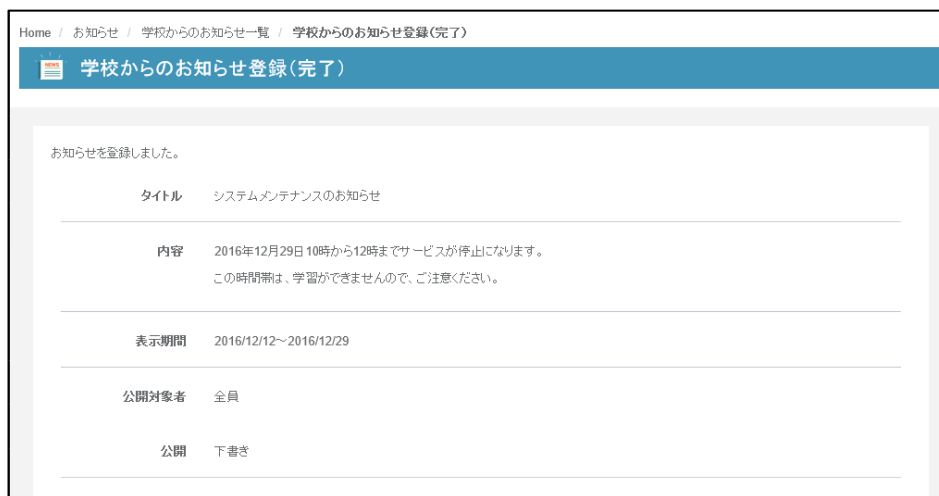 Home / お知らせ / 学校からのお知らせ一覧 / 学校からのお知らせ登録(完了)
NEWS 学校からのお知らせ登録(完了)
お知らせを登録しました。
タイトル システムメンテナンスのお知らせ
内容 2016年12月29日10時から12時までサービスが停止になります。
この時間帯は、学習ができませんので、ご注意ください。
表示期間 2016/12/12～2016/12/29
公開対象者 全員
公開 下書き